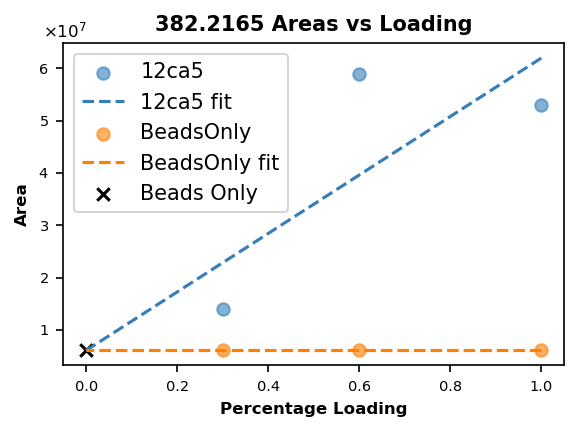 382.2165 Areas vs Loading
×10⁷
12ca5
12ca5 fit
BeadsOnly
BeadsOnly fit
Beads Only
Area
6
5
4
3
2
1
0.0 0.2 0.4 0.6 0.8 1.0
Percentage Loading